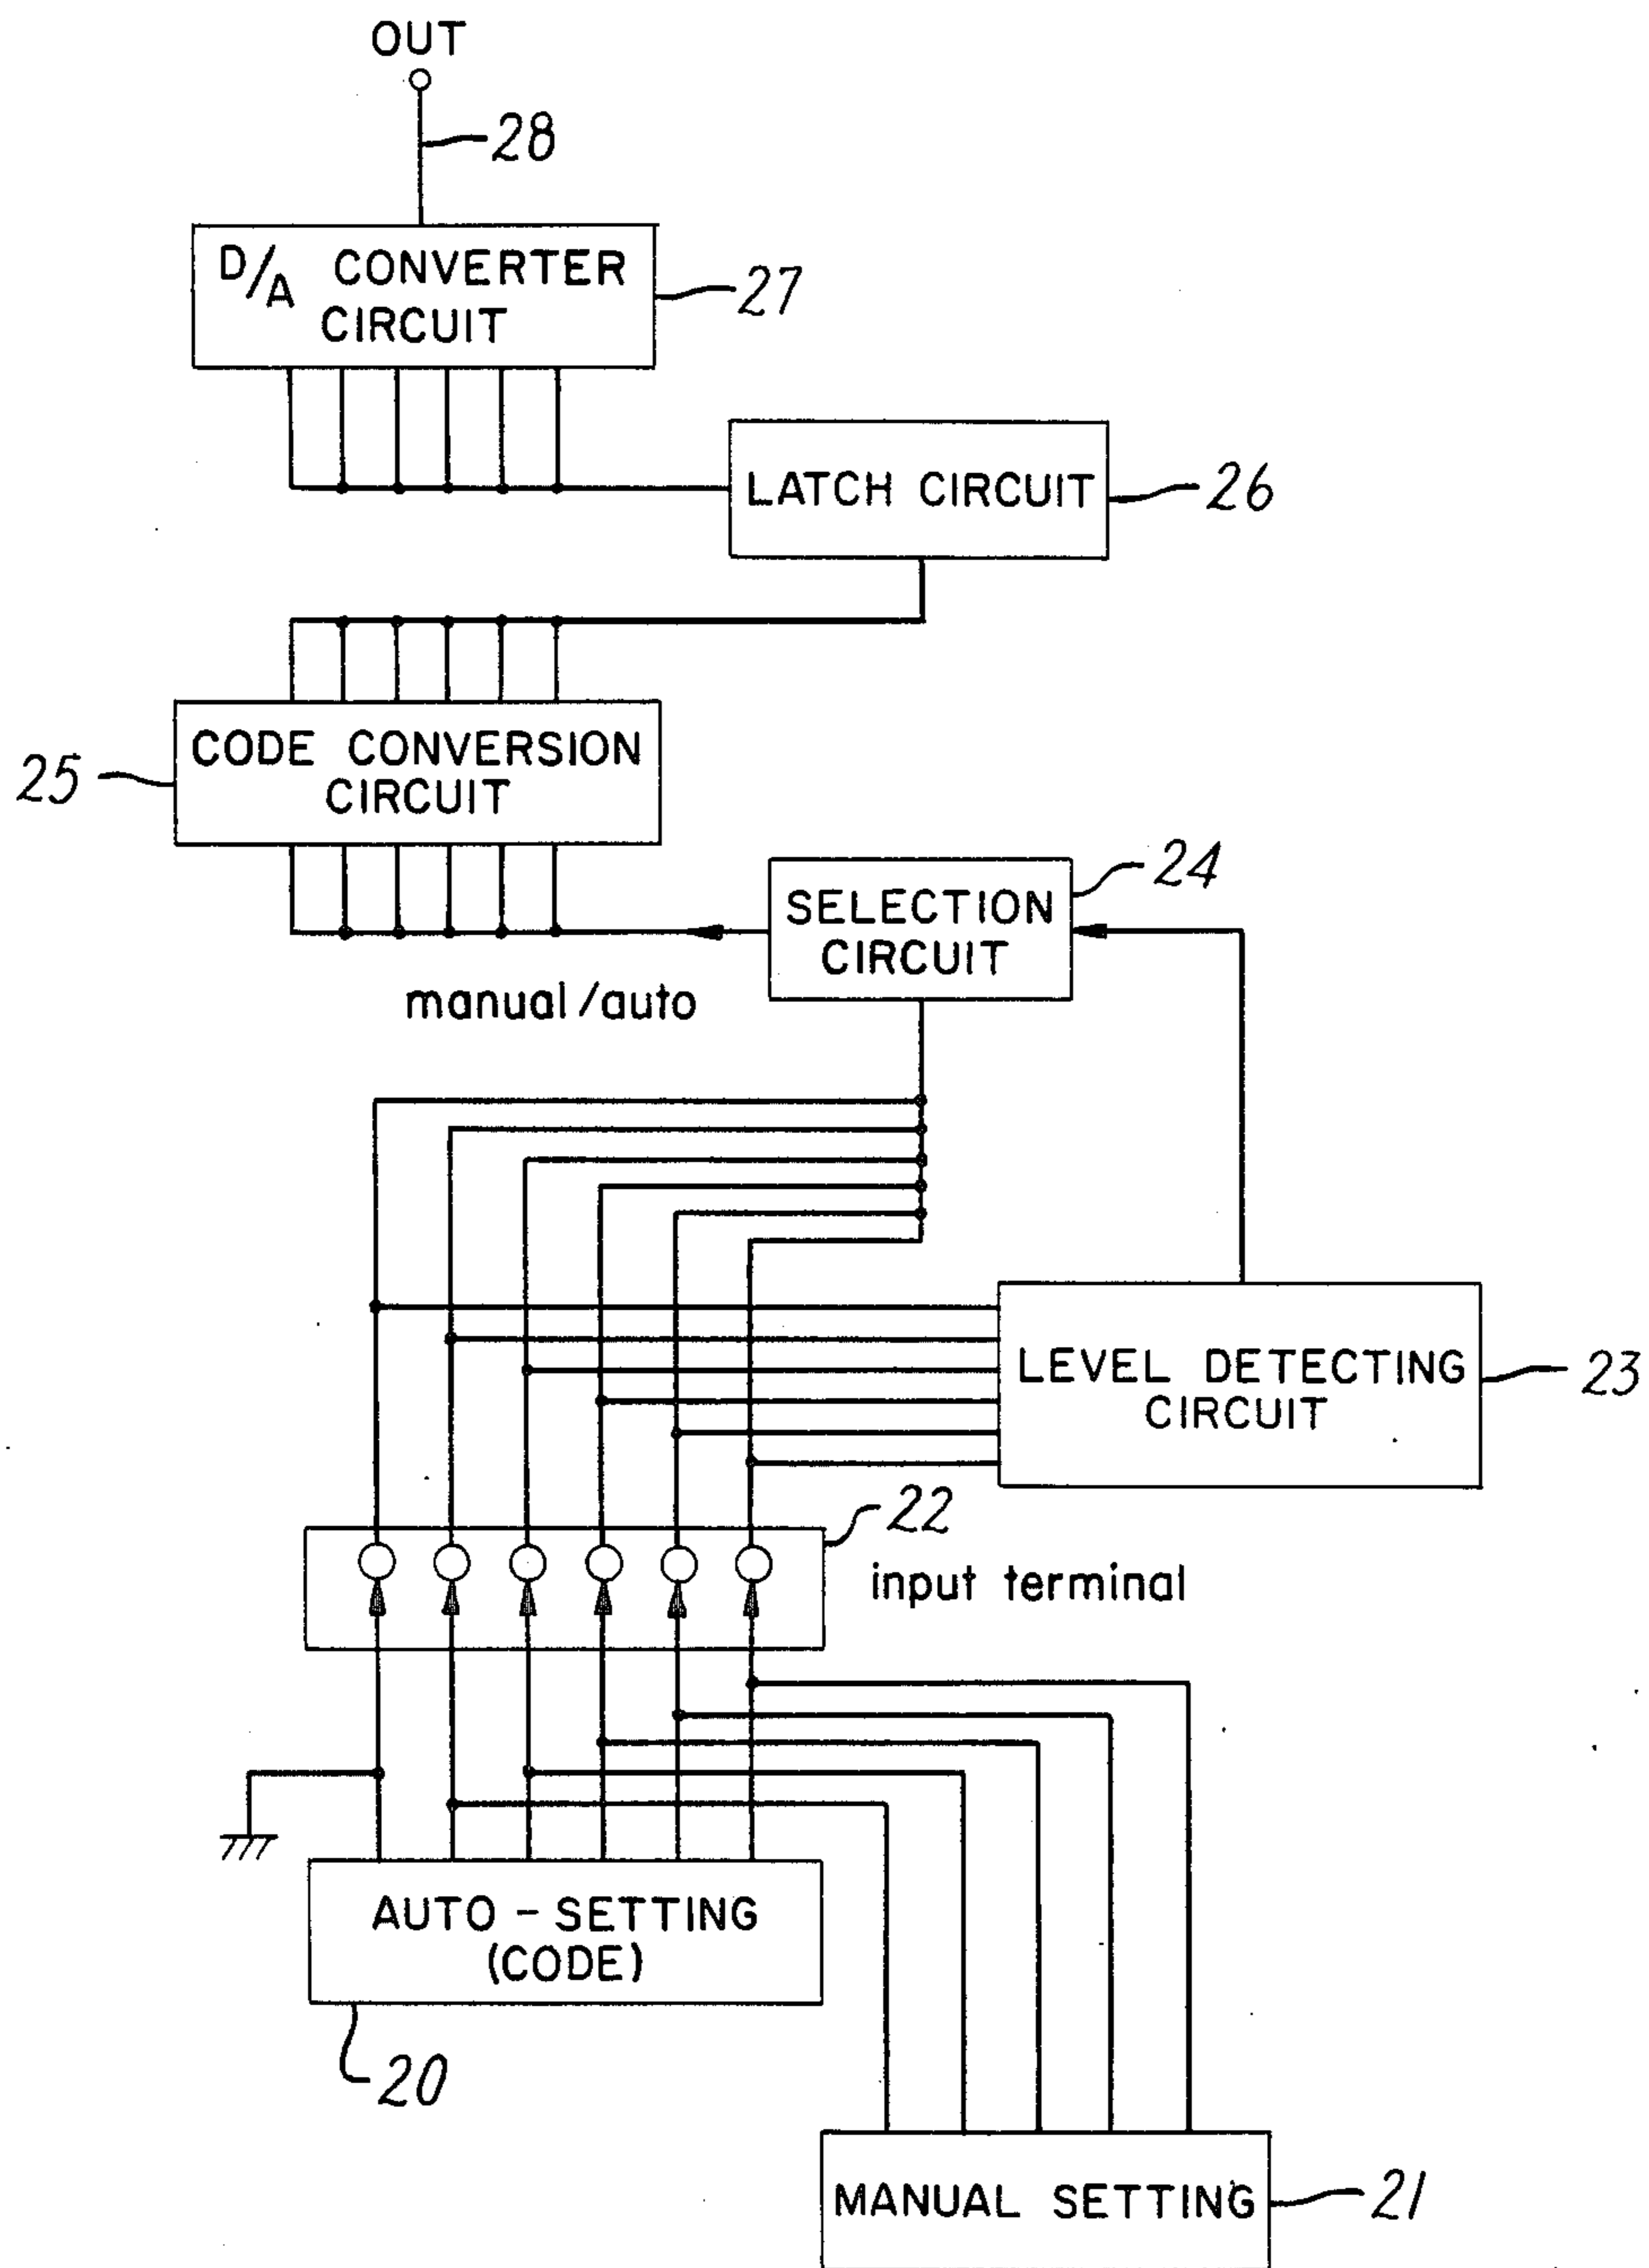 OUT
28
D/A CONVERTER
CIRCUIT
27
LATCH CIRCUIT
26
CODE CONVERSION
CIRCUIT
25
24
SELECTION
CIRCUIT
manual/auto
LEVEL DETECTING
CIRCUIT
23
22
input terminal
AUTO-SETTING
(CODE)
20
MANUAL SETTING
21